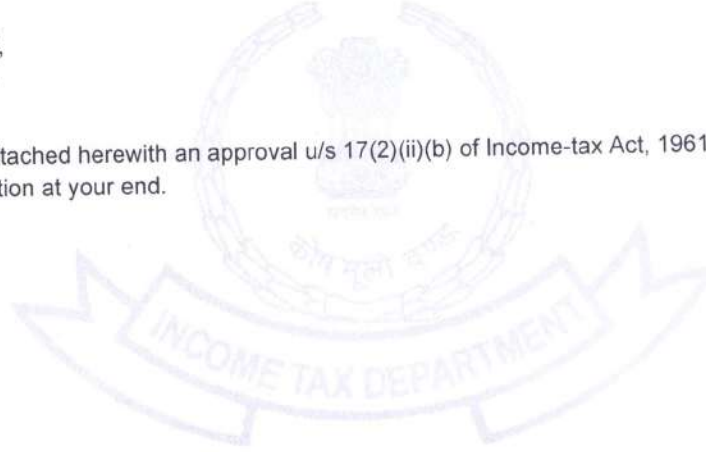 ,
tached herewith an approval u/s 17(2)(ii)(b) of Income-tax Act, 1961
tion at your end.
कोष मूलो दण्डः
INCOME TAX DEPARTMENT